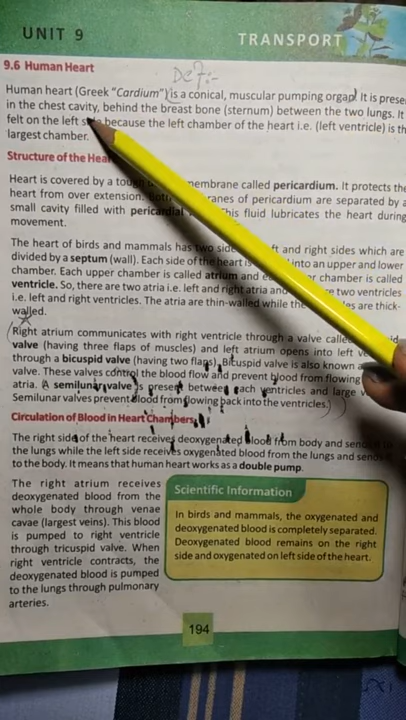 UNIT 9
TRANSPORT
9.6 Human Heart
Def:-
Human heart (Greek "Cardium") is a conical, muscular pumping organ. It is
in the chest cavity, behind the breast bone (sternum) between the two lungs. It
felt on the left because the left chamber of the heart i.e. (left ventricle) is
largest chamber.
Structure of the
Heart is covered by a membrane called pericardium. It protects the
heart from over extension. of pericardium are separated by a
small cavity filled with This fluid lubricates the heart during
movement.
The heart of birds and mammals has two and right sides which are
divided by a septum (wall). Each side of the heart is into an upper and lower
chamber. Each upper chamber is called atrium and chamber is called
ventricle. So, there are two atria i.e. left and right atria and two ventricles
i.e. left and right ventricles. The atria are thin-walled while the are thick-
walled.
Right atrium communicates with right ventricle through a valve
valve (having three flaps of muscles) and left atrium opens into left
through a bicuspid valve (having two flaps). Bicuspid valve is also known
valve. These valves control the blood flow and prevent blood from flowing
atria. A semilunar valve is present between each ventricles and large
Semilunar valves prevent blood from flowing back into the ventricles.
Circulation of Blood in Heart Chambers
The right side of the heart receives deoxygenated blood from body and
the lungs while the left side receives oxygenated blood from the lungs and
to the body. It means that human heart works as a double pump.
The right atrium receives
deoxygenated blood from the
whole body through venae
cavae (largest veins). This blood
is pumped to right ventricle
through tricuspid valve. When
right ventricle contracts, the
deoxygenated blood is pumped
to the lungs through pulmonary
arteries.
Scientific Information
In birds and mammals, the oxygenated and
deoxygenated blood is completely separated.
Deoxygenated blood remains on the right
side and oxygenated on left side of the heart.
194